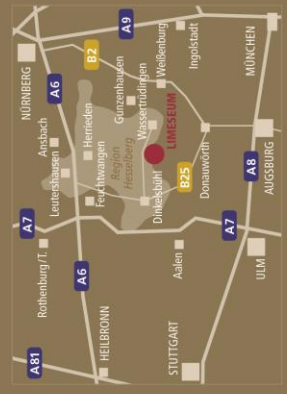 A81
A7
A6
A9
B2
NÜRNBERG
Rothenburg/T.
Leutershausen
Ansbach
Herrieden
HEILBRONN
A6
Feuchtwangen
Region
Hesselberg
Gunzenhausen
Weißenburg
Ingolstadt
Wassertrüdingen
Dinkelsbühl
LIMESEUM
B25
Donauwörth
MÜNCHEN
Aalen
STUTTGART
A7
ULM
A8
AUGSBURG